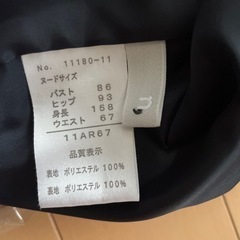 No. 11180-11
ヌードサイズ
バスト 86
ヒップ 93
身長 158
ウエスト 67
11AR67
品質表示
表地 ポリエステル 100%
裏地 ポリエステル 100%
n